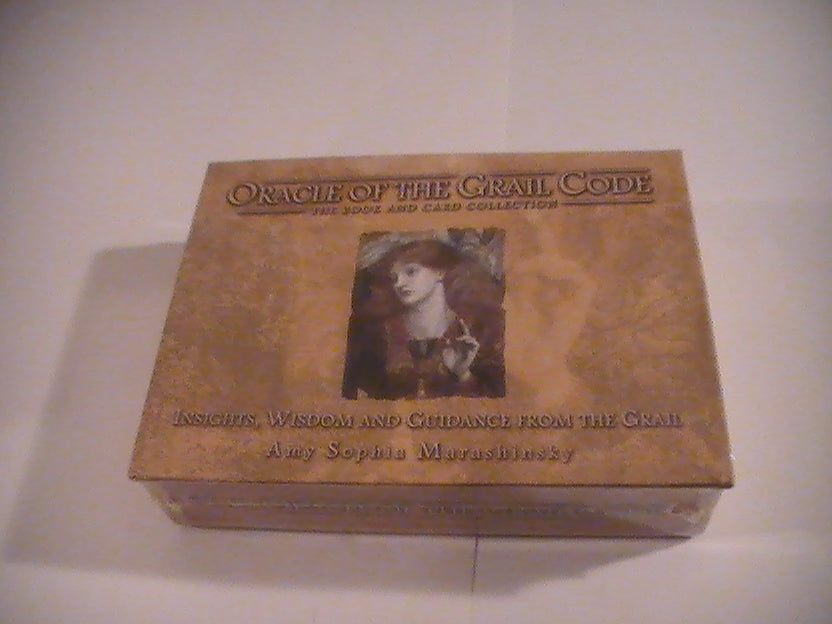 ORACLE OF THE GRAIL CODE
THE BOOK AND CARD COLLECTION
INSIGHTS, WISDOM AND GUIDANCE FROM THE GRAIL
Amy Sophia Marashinsky